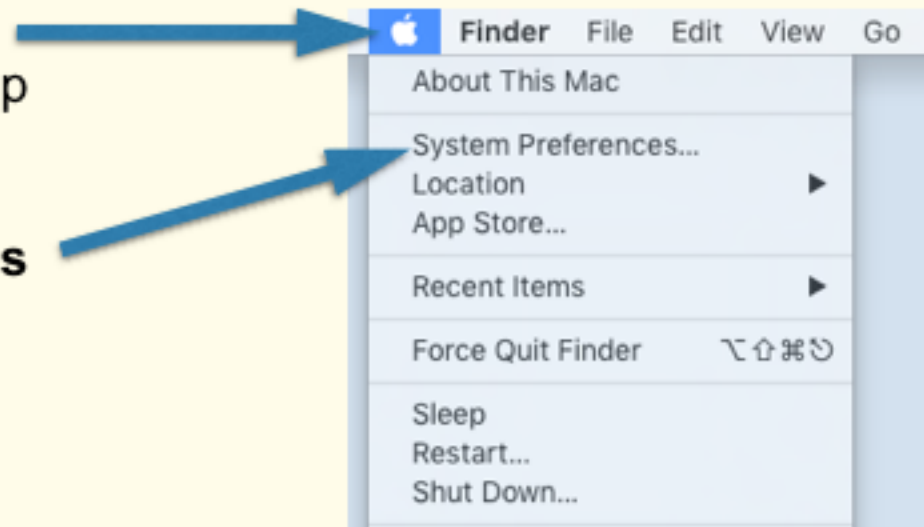 Finder File Edit View Go
p
About This Mac
System Preferences...
Location
App Store...
s
Recent Items
Force Quit Finder ⌥⇧⌘⎋
Sleep
Restart...
Shut Down...